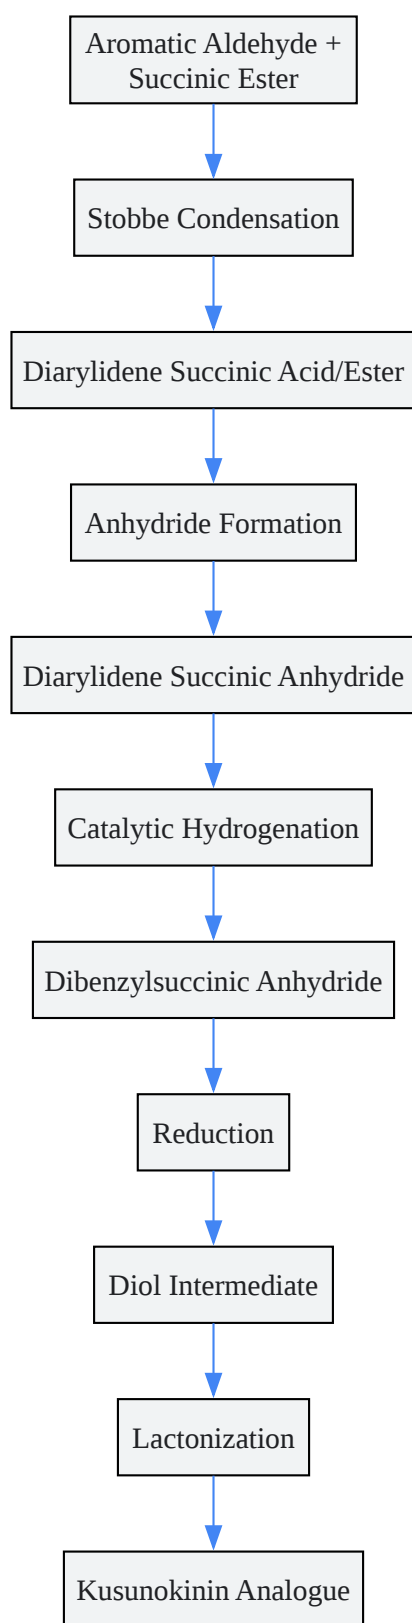 Aromatic Aldehyde +
Succinic Ester
Stobbe Condensation
Diarylidene Succinic Acid/Ester
Anhydride Formation
Diarylidene Succinic Anhydride
Catalytic Hydrogenation
Dibenzylsuccinic Anhydride
Reduction
Diol Intermediate
Lactonization
Kusunokinin Analogue